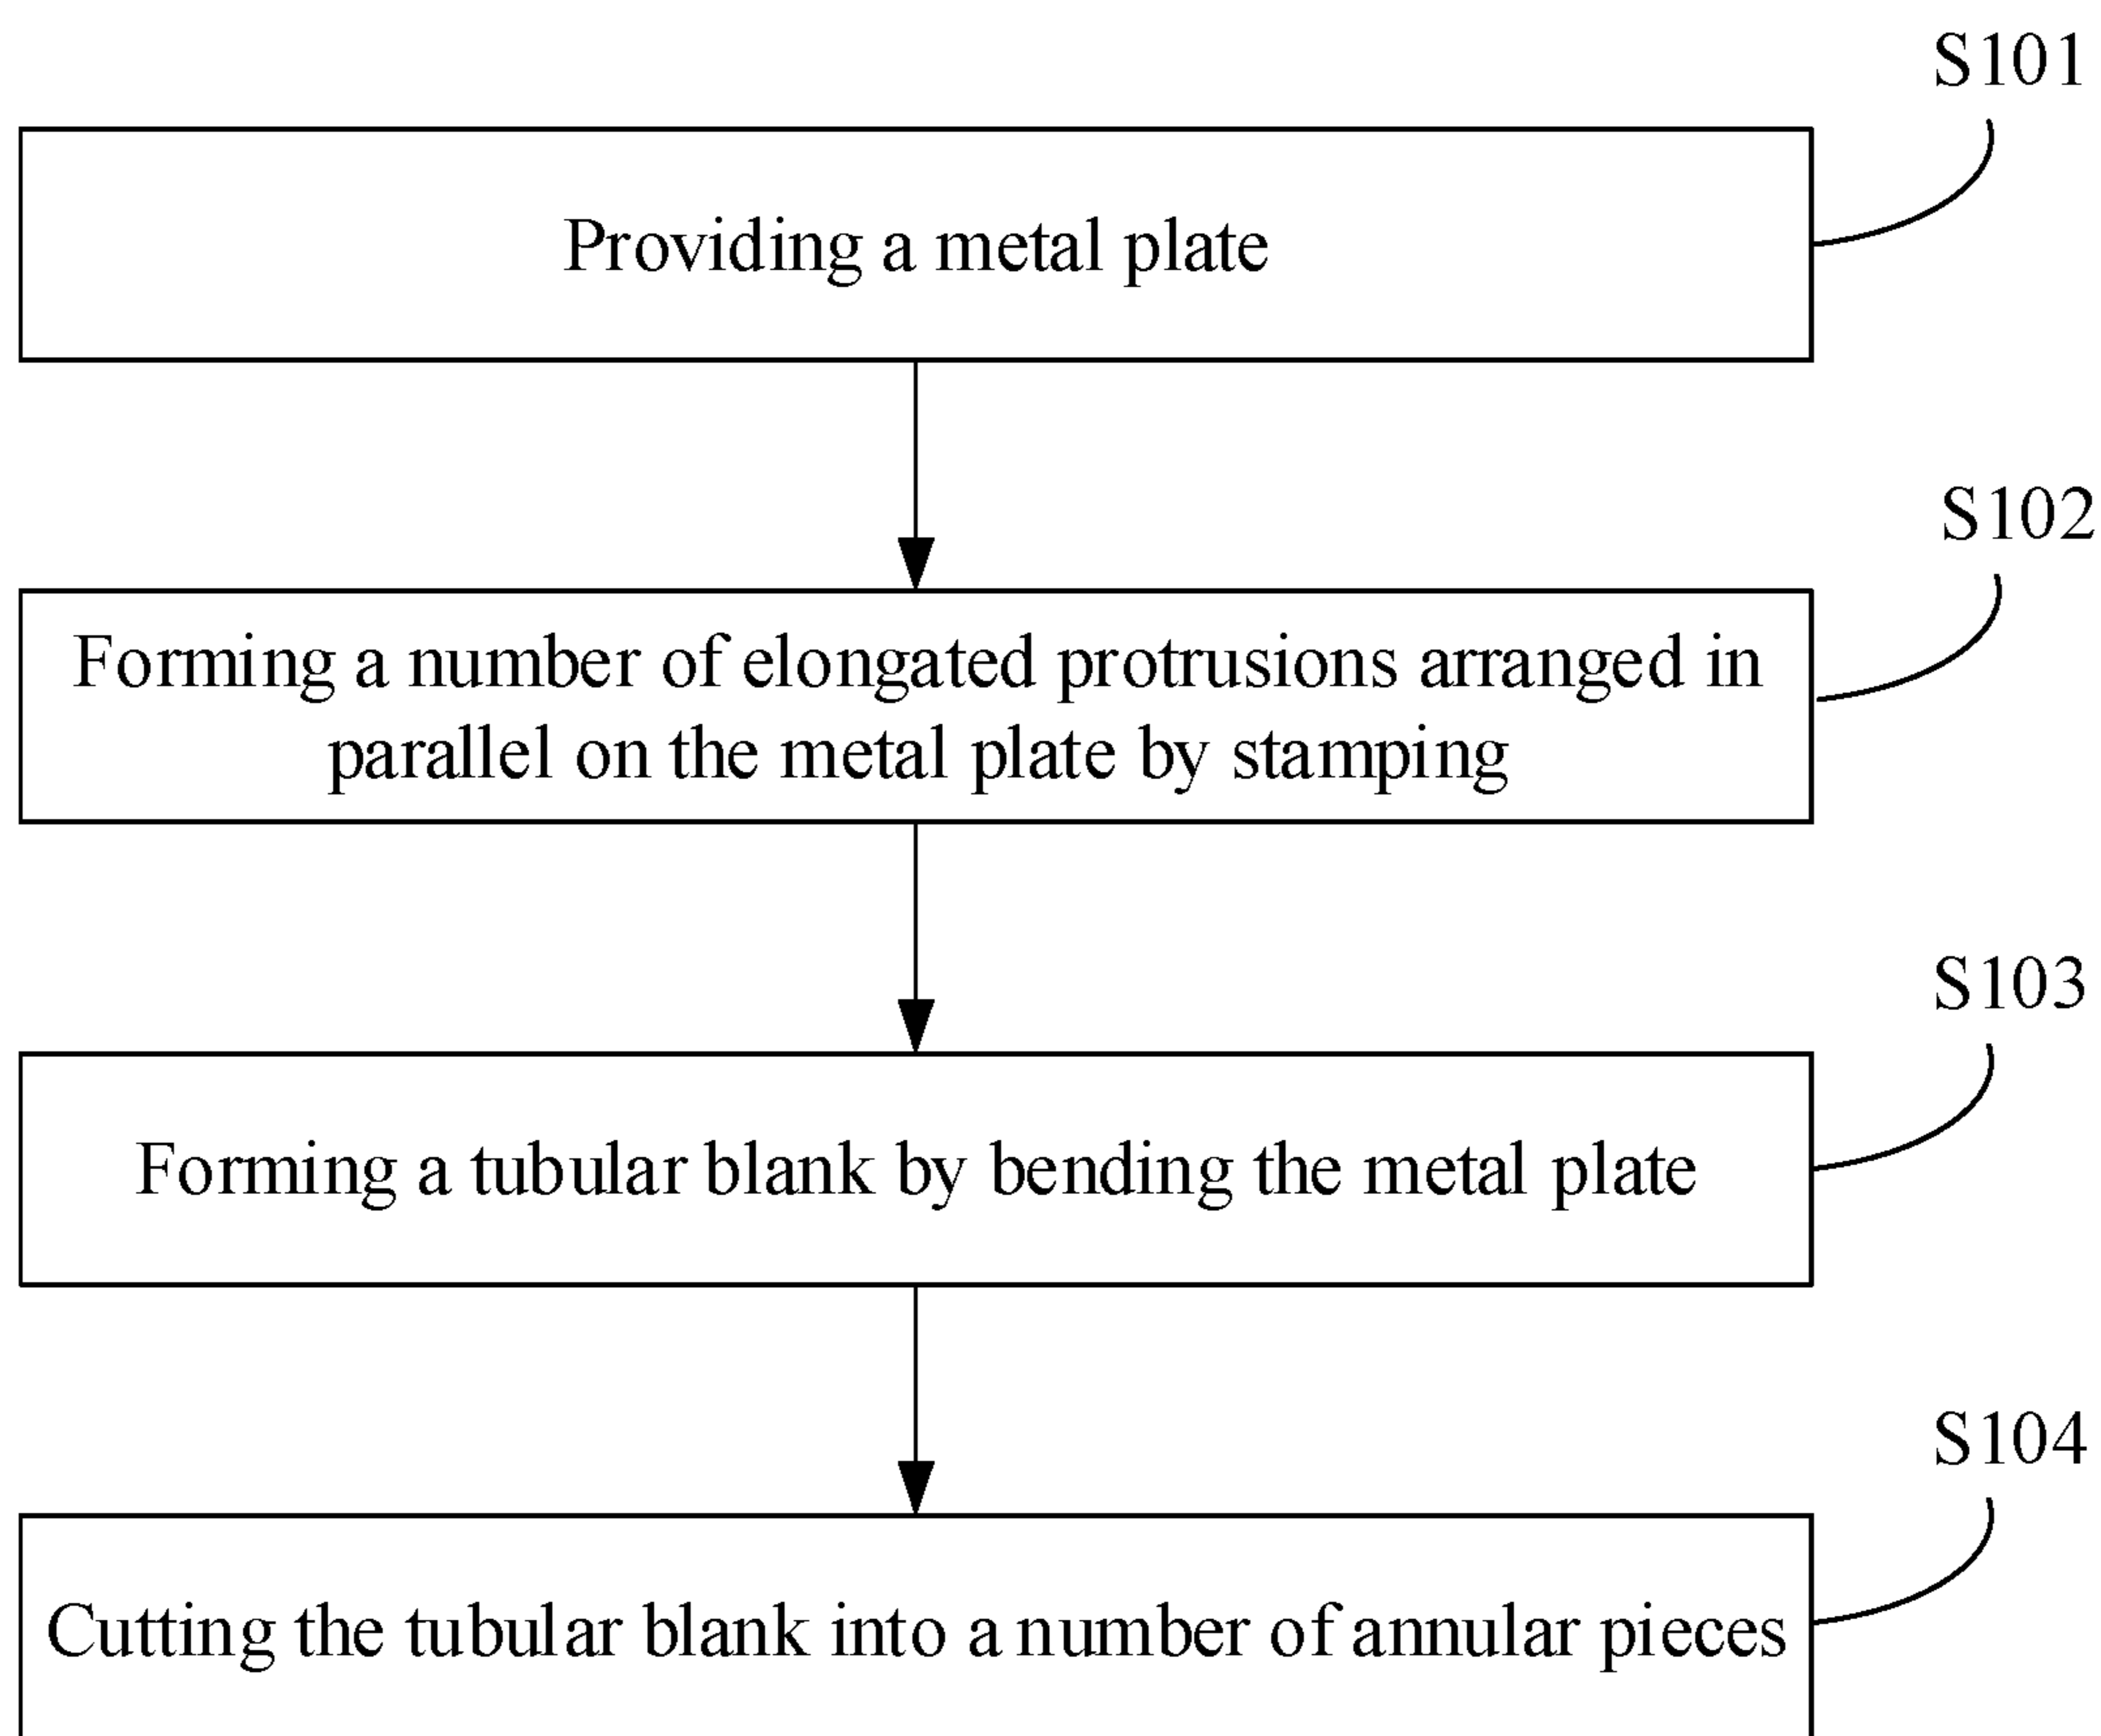 S101
Providing a metal plate
S102
Forming a number of elongated protrusions arranged in
parallel on the metal plate by stamping
S103
Forming a tubular blank by bending the metal plate
S104
Cutting the tubular blank into a number of annular pieces